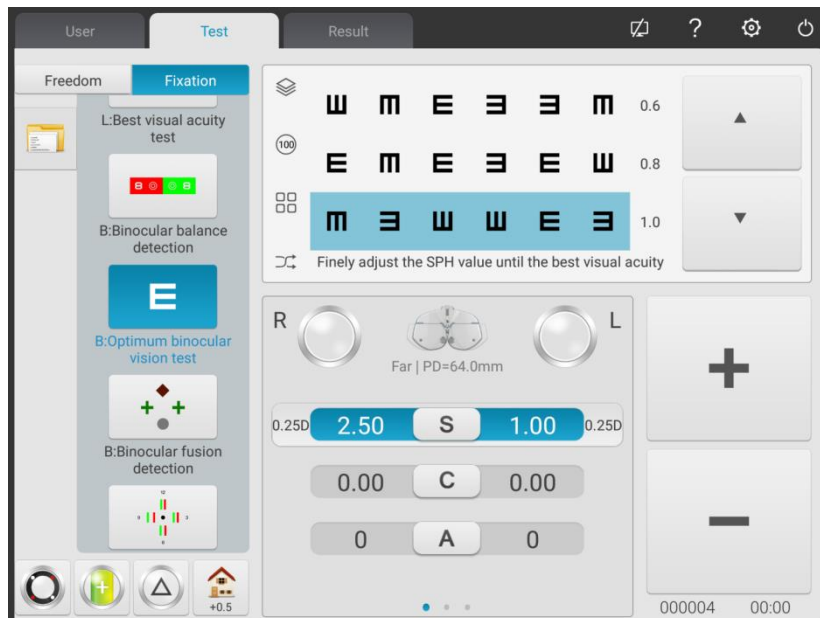 User
Test
Result
?
Freedom
Fixation
L:Best visual acuity
test
B:Binocular balance
detection
E
B:Optimum binocular
vision test
B:Binocular fusion
detection
+0.5
100
0.6
0.8
1.0
Finely adjust the SPH value until the best visual acuity
R
L
Far | PD=64.0mm
0.25D 2.50 S 1.00 0.25D
0.00 C 0.00
0 A 0
+
−
000004 00:00